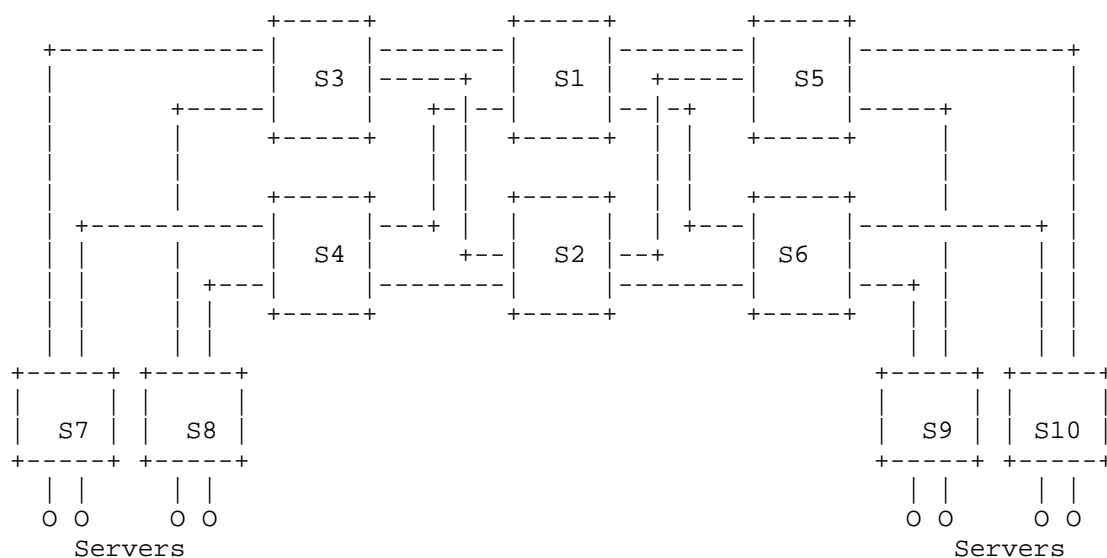 S3 S1 S5
S4 S2 S6
S7 S8 S9 S10
O O O O O O O O
Servers Servers